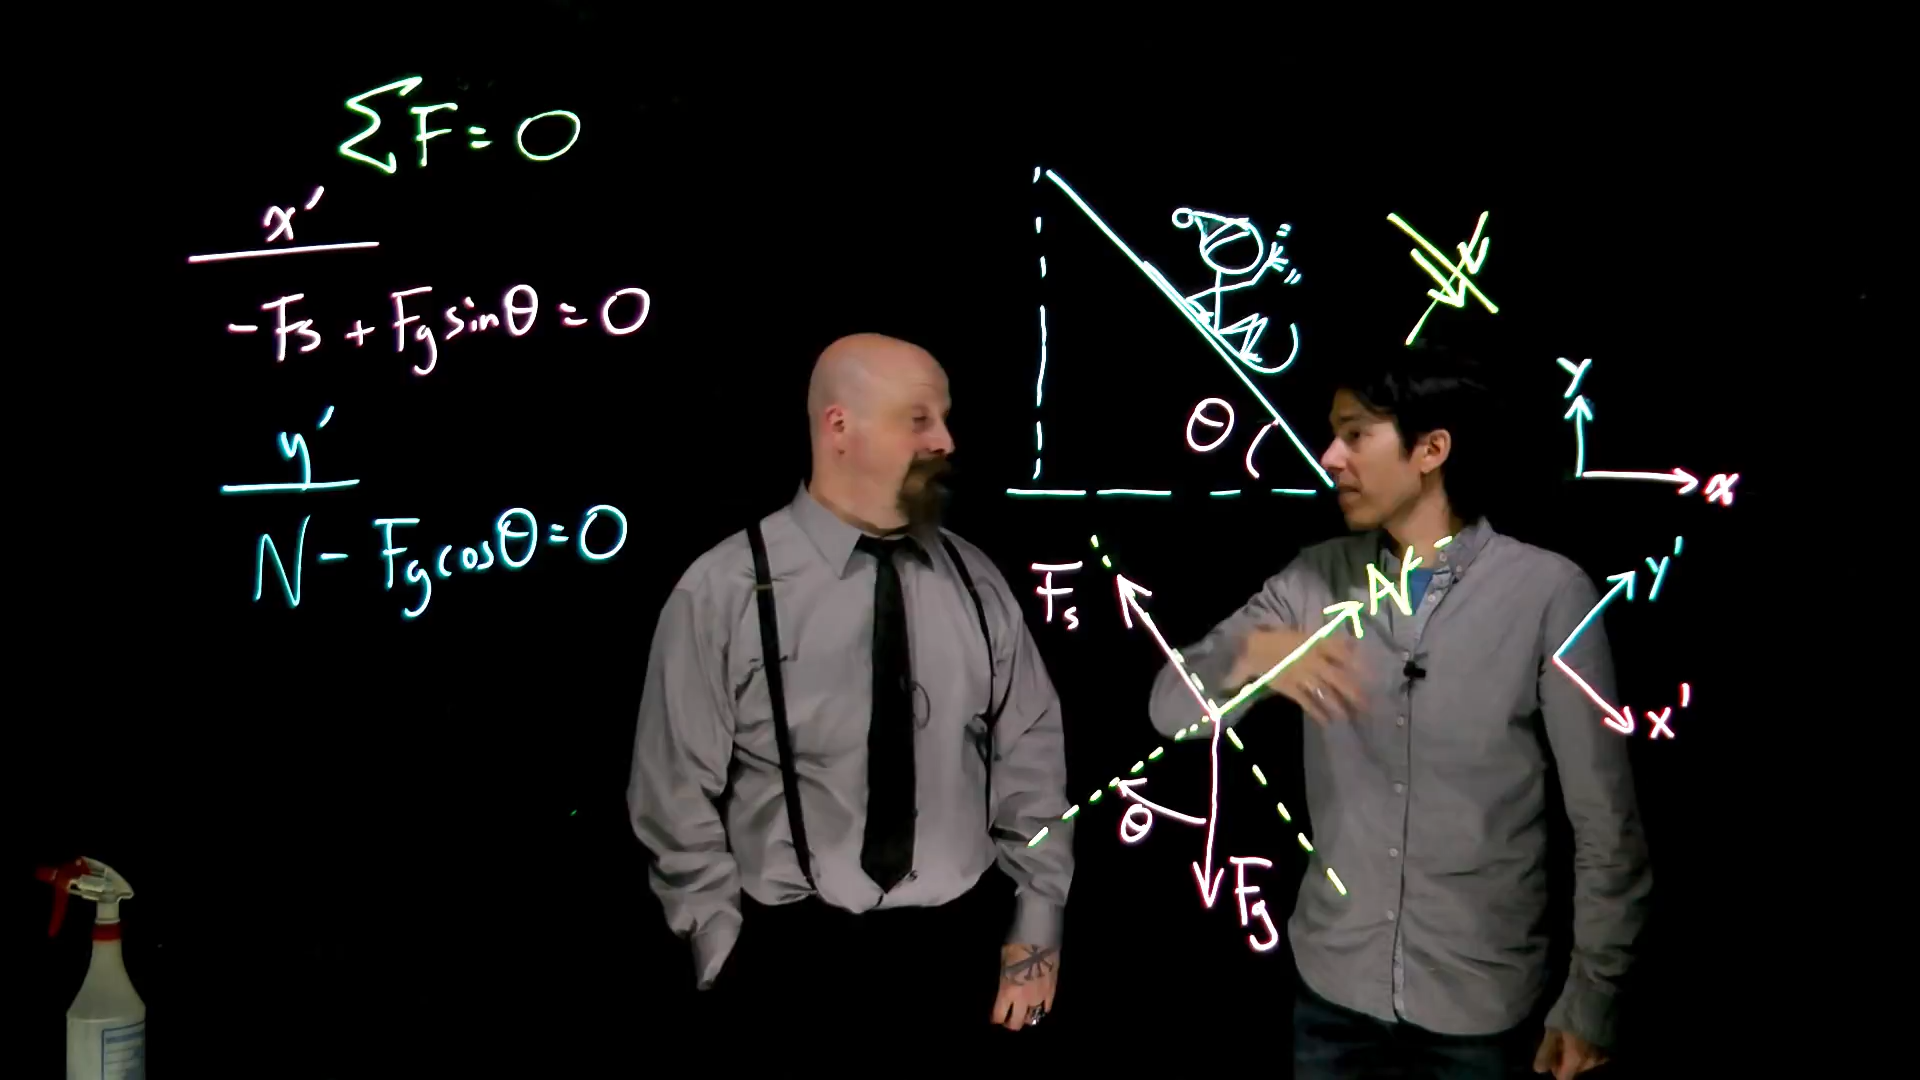 ΣF = 0
x'
-Fs + Fg sinθ = 0
y'
N - Fg cosθ = 0
θ
y
x
Fs
N
y'
x'
θ
Fg